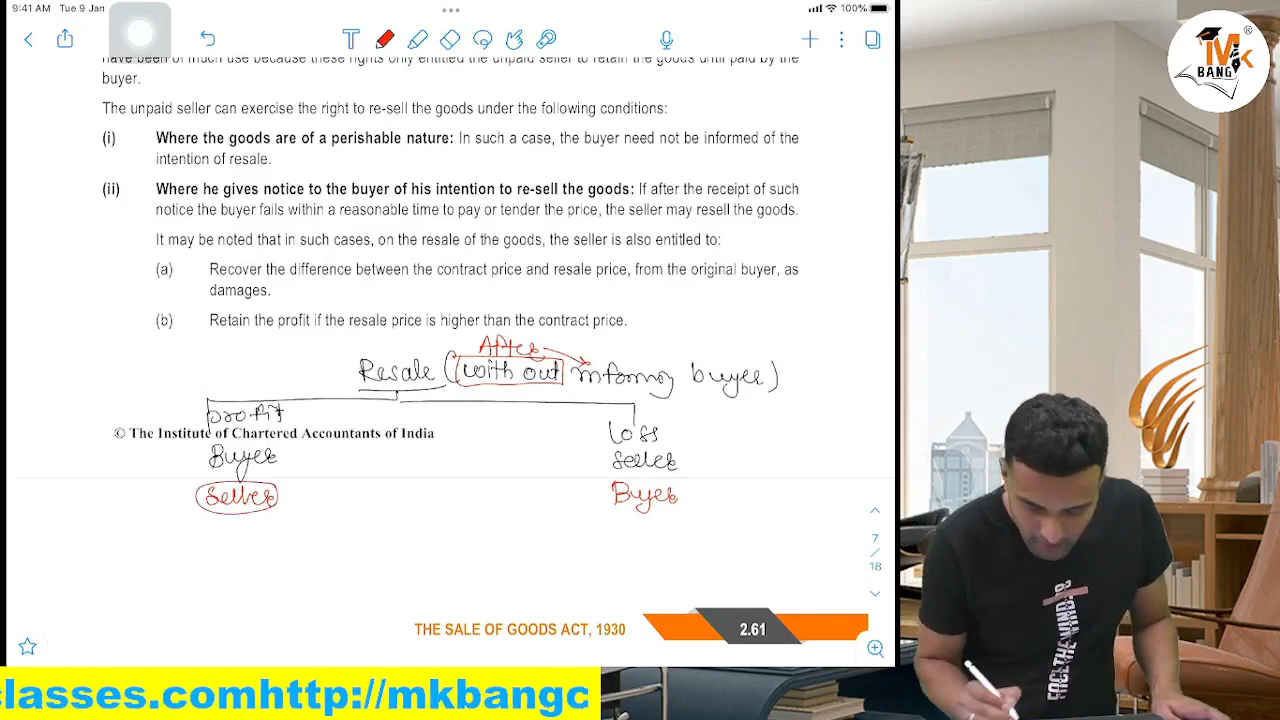 9:41 AM Tue 9 Jan
100%
T
have been of much use because these rights only entitled the unpaid seller to retain the goods until paid by the
buyer.
The unpaid seller can exercise the right to re-sell the goods under the following conditions:
(i) Where the goods are of a perishable nature: In such a case, the buyer need not be informed of the
intention of resale.
(ii) Where he gives notice to the buyer of his intention to re-sell the goods: If after the receipt of such
notice the buyer fails within a reasonable time to pay or tender the price, the seller may resell the goods.
It may be noted that in such cases, on the resale of the goods, the seller is also entitled to:
(a) Recover the difference between the contract price and resale price, from the original buyer, as
damages.
(b) Retain the profit if the resale price is higher than the contract price.
After
Resale (with out informing buyer)
profit
loss
© The Institute of Chartered Accountants of India
Buyer
Seller
Seller
Buyer
7
/
18
THE SALE OF GOODS ACT, 1930 2.61
classes.comhttp://mkbangc
MK
BANG
®
FACE THE WIND